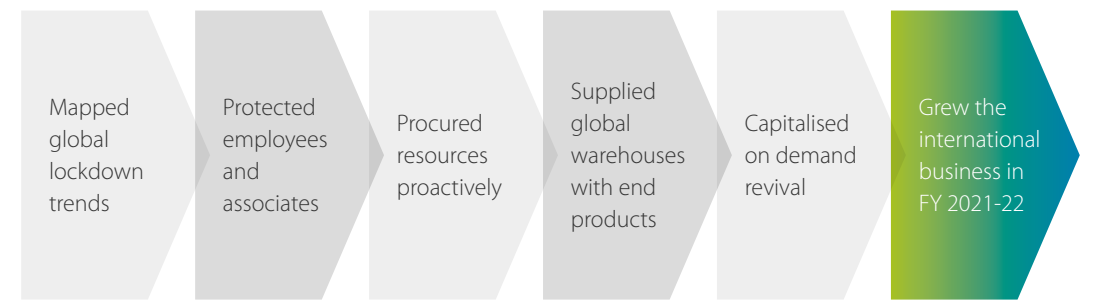 Mapped
global
lockdown
trends
Protected
employees
and
associates
Procured
resources
proactively
Supplied
global
warehouses
with end
products
Capitalised
on demand
revival
Grew the
international
business in
FY 2021-22